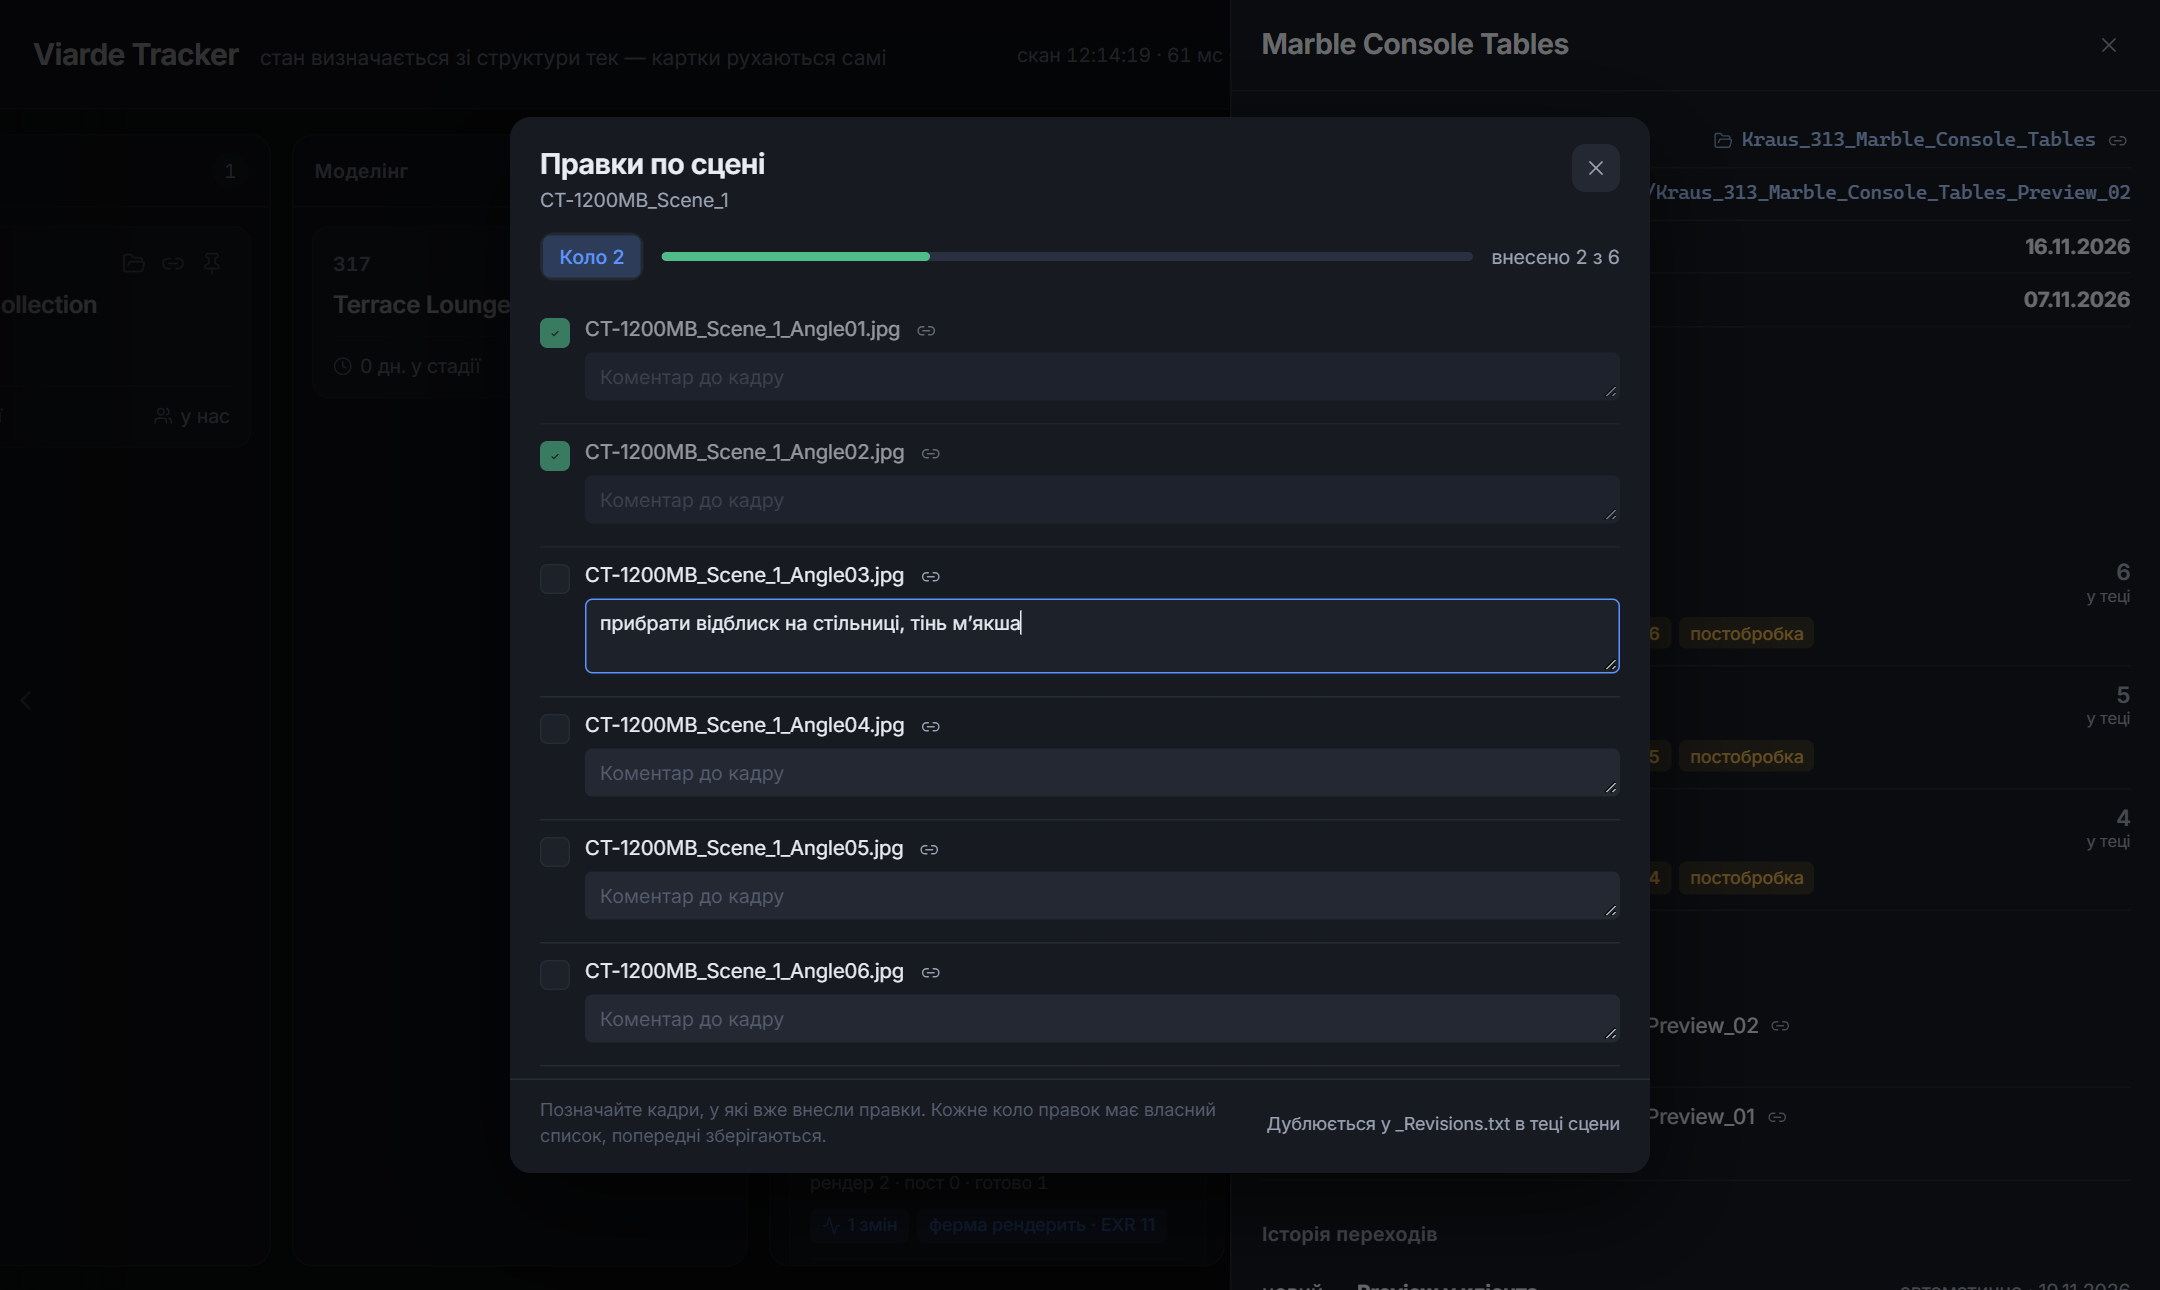 Viarde Tracker
стан визначається зі структури тек — картки рухаються самі
скан 12:14:19 · 61 мс
Marble Console Tables
Kraus_313_Marble_Console_Tables
/Kraus_313_Marble_Console_Tables_Preview_02
16.11.2026
07.11.2026
1
ollection
у нас
Моделінг
317
Terrace Lounge
0 дн. у стадії
Правки по сцені
CT-1200MB_Scene_1
Коло 2
внесено 2 з 6
CT-1200MB_Scene_1_Angle01.jpg
Коментар до кадру
CT-1200MB_Scene_1_Angle02.jpg
Коментар до кадру
CT-1200MB_Scene_1_Angle03.jpg
прибрати відблиск на стільниці, тінь м’якша
CT-1200MB_Scene_1_Angle04.jpg
Коментар до кадру
CT-1200MB_Scene_1_Angle05.jpg
Коментар до кадру
CT-1200MB_Scene_1_Angle06.jpg
Коментар до кадру
Позначайте кадри, у які вже внесли правки. Кожне коло правок має власний
список, попередні зберігаються.
Дублюється у _Revisions.txt в теці сцени
6
у теці
6
постобробка
5
у теці
5
постобробка
4
у теці
4
постобробка
Preview_02
Preview_01
рендер 2 · пост 0 · готово 1
1 змін
ферма рендерить · EXR 11
Історія переходів